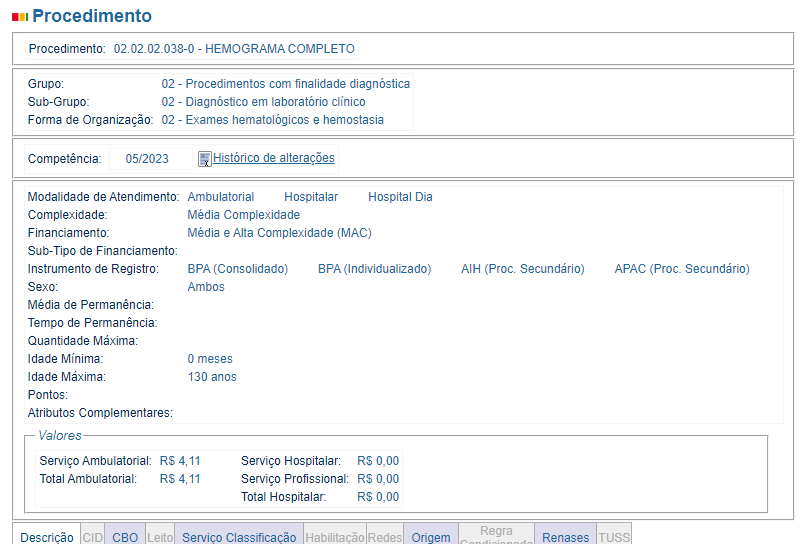 Procedimento
Procedimento: 02.02.02.038-0 - HEMOGRAMA COMPLETO
Grupo: 02 - Procedimentos com finalidade diagnóstica
Sub-Grupo: 02 - Diagnóstico em laboratório clínico
Forma de Organização: 02 - Exames hematológicos e hemostasia
Competência: 05/2023 Histórico de alterações
Modalidade de Atendimento: Ambulatorial Hospitalar Hospital Dia
Complexidade: Média Complexidade
Financiamento: Média e Alta Complexidade (MAC)
Sub-Tipo de Financiamento:
Instrumento de Registro: BPA (Consolidado) BPA (Individualizado) AIH (Proc. Secundário) APAC (Proc. Secundário)
Sexo: Ambos
Média de Permanência:
Tempo de Permanência:
Quantidade Máxima:
Idade Mínima: 0 meses
Idade Máxima: 130 anos
Pontos:
Atributos Complementares:
Valores
Serviço Ambulatorial: R$ 4,11 Serviço Hospitalar: R$ 0,00
Total Ambulatorial: R$ 4,11 Serviço Profissional: R$ 0,00
Total Hospitalar: R$ 0,00
Descrição CID CBO Leito Serviço Classificação Habilitação Redes Origem Regra Condicionada Renases TUSS